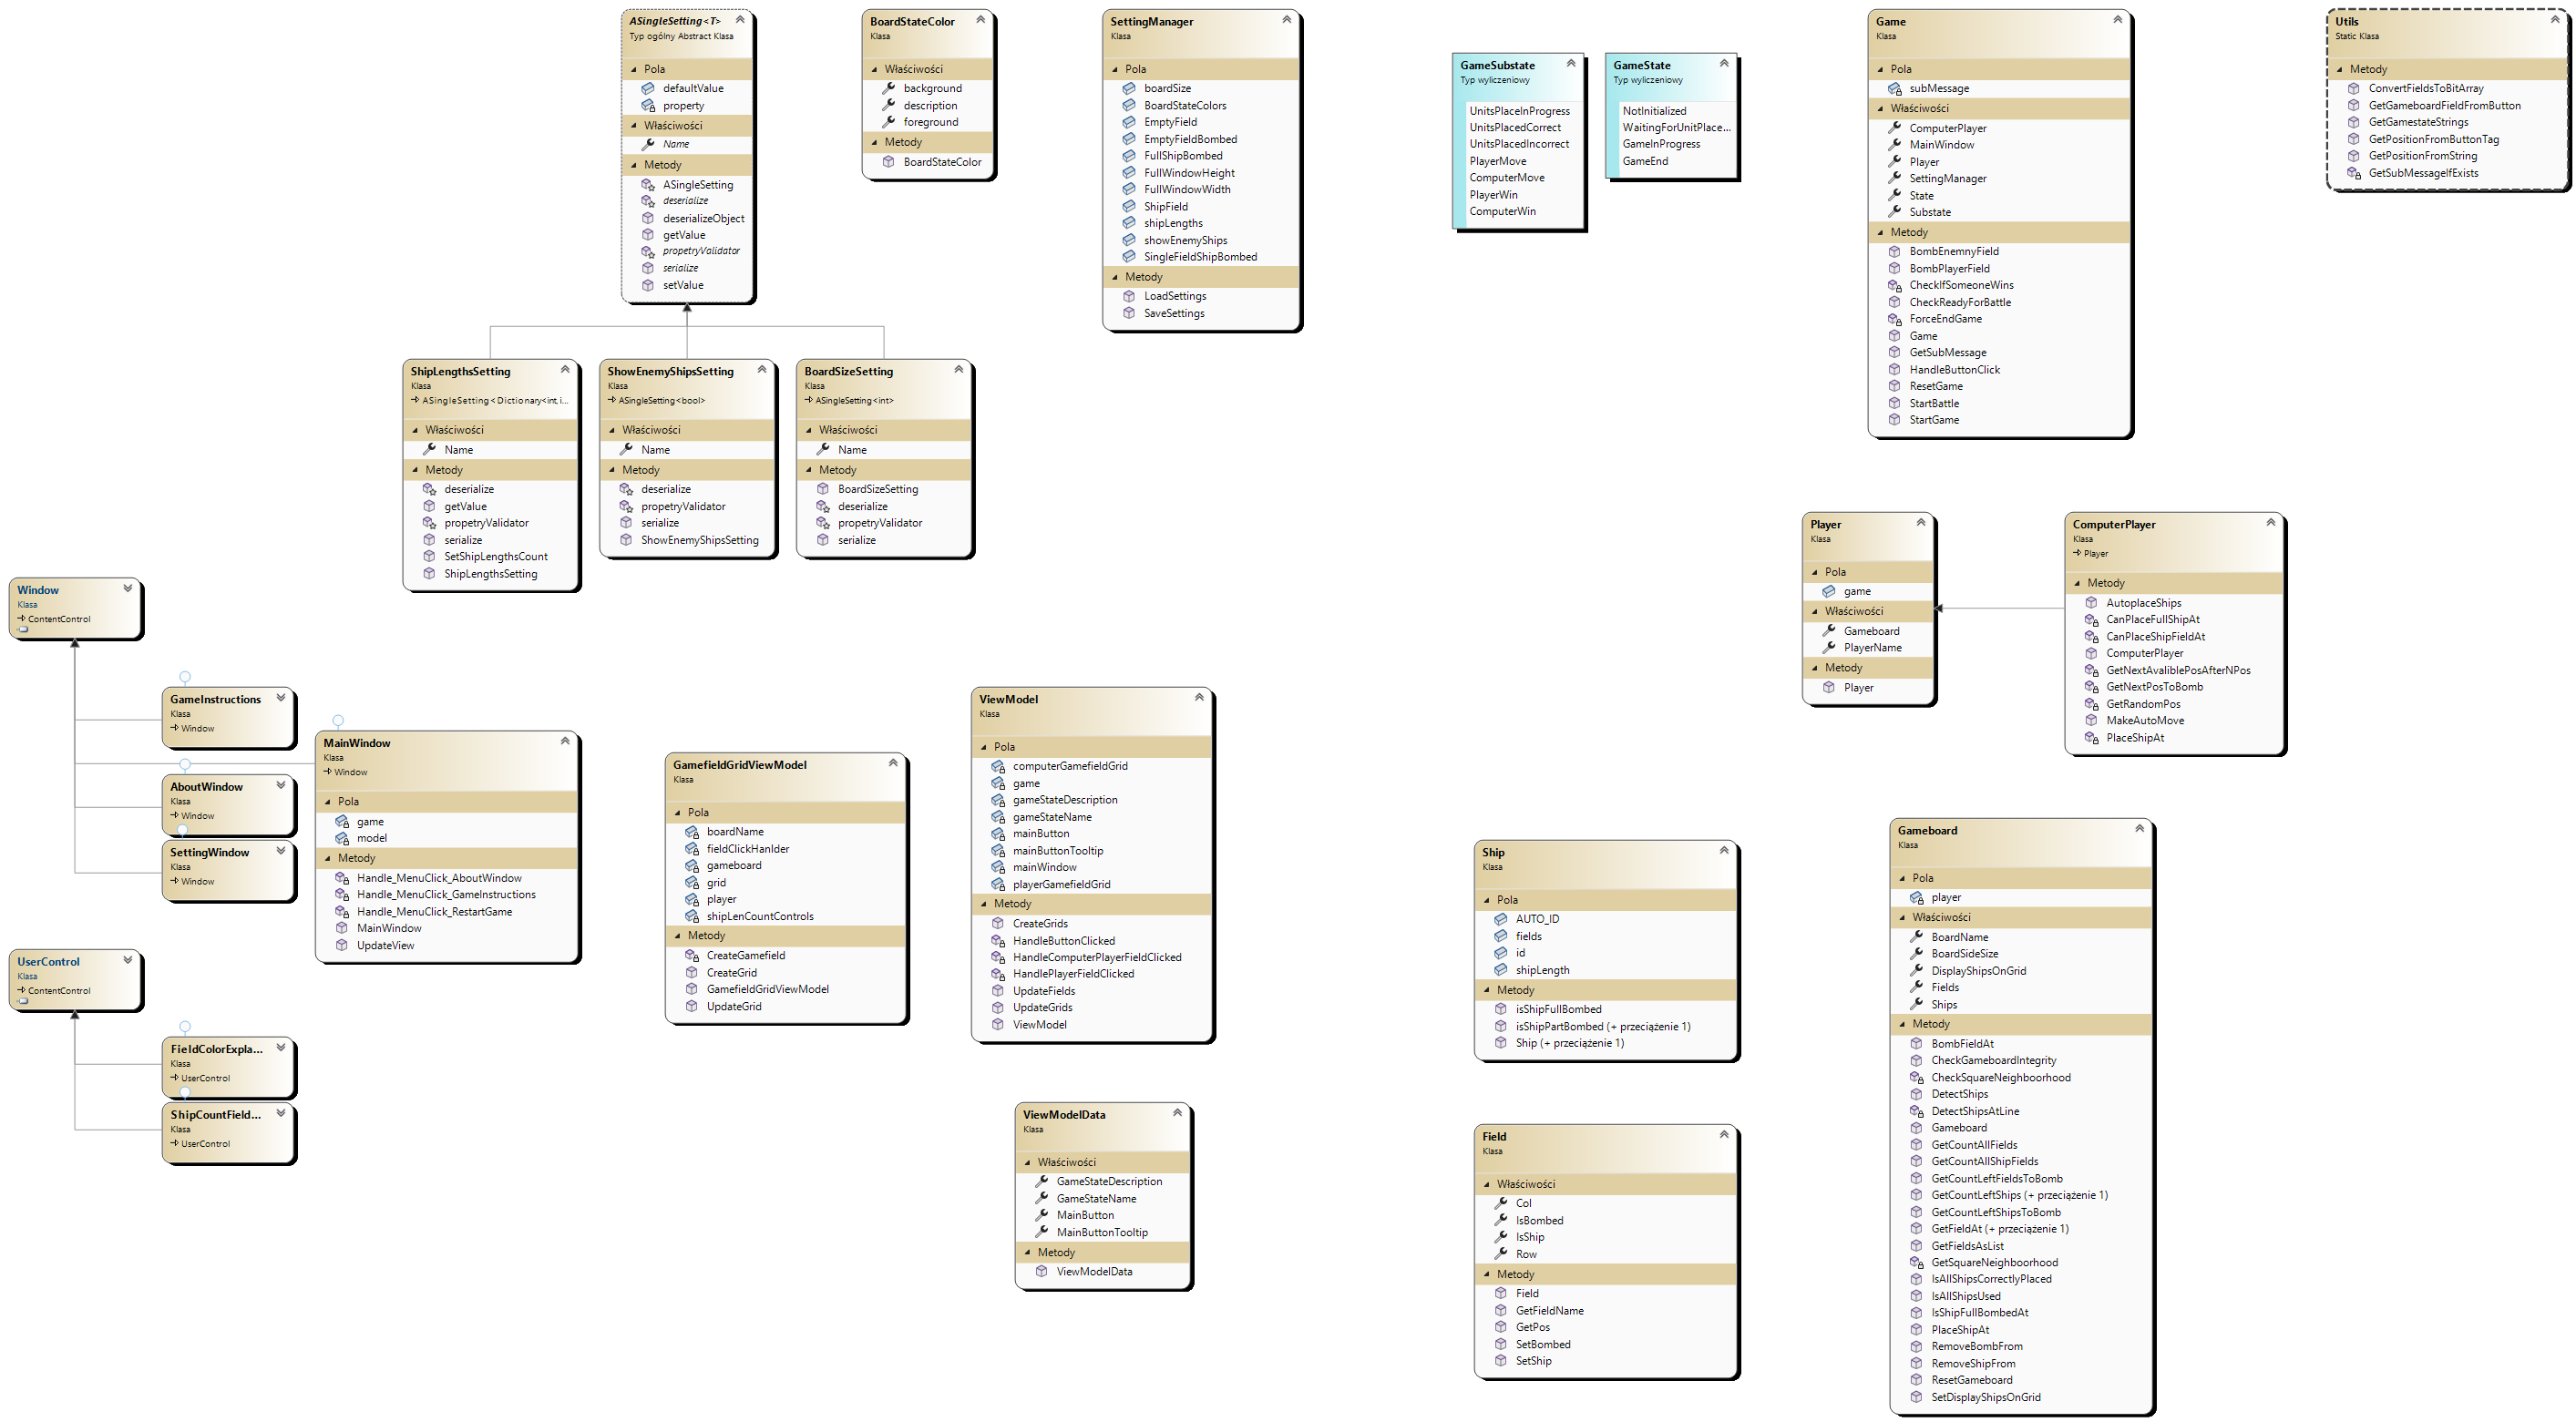 ASingleSetting<T>
Typ ogólny Abstract Klasa
Pola
defaultValue
property
Właściwości
Name
Metody
ASingleSetting
deserialize
deserializeObject
getValue
propetryValidator
serialize
setValue
BoardStateColor
Klasa
Właściwości
background
description
foreground
Metody
BoardStateColor
SettingManager
Klasa
Pola
boardSize
BoardStateColors
EmptyField
EmptyFieldBombed
FullShipBombed
FullWindowHeight
FullWindowWidth
ShipField
shipLengths
showEnemyShips
SingleFieldShipBombed
Metody
LoadSettings
SaveSettings
GameSubstate
Typ wyliczeniowy
UnitsPlaceInProgress
UnitsPlacedCorrect
UnitsPlacedIncorrect
PlayerMove
ComputerMove
PlayerWin
ComputerWin
GameState
Typ wyliczeniowy
NotInitialized
WaitingForUnitPlace...
GameInProgress
GameEnd
Game
Klasa
Pola
subMessage
Właściwości
ComputerPlayer
MainWindow
Player
SettingManager
State
Substate
Metody
BombEnemnyField
BombPlayerField
CheckIfSomeoneWins
CheckReadyForBattle
ForceEndGame
Game
GetSubMessage
HandleButtonClick
ResetGame
StartBattle
StartGame
Utils
Static Klasa
Metody
ConvertFieldsToBitArray
GetGameboardFieldFromButton
GetGamestateStrings
GetPositionFromButtonTag
GetPositionFromString
GetSubMessageIfExists
ShipLengthsSetting
Klasa
ASingleSetting<Dictionary<int, i...
Właściwości
Name
Metody
deserialize
getValue
propetryValidator
serialize
SetShipLengthsCount
ShipLengthsSetting
ShowEnemyShipsSetting
Klasa
ASingleSetting<bool>
Właściwości
Name
Metody
deserialize
propetryValidator
serialize
ShowEnemyShipsSetting
BoardSizeSetting
Klasa
ASingleSetting<int>
Właściwości
Name
Metody
BoardSizeSetting
deserialize
propetryValidator
serialize
Player
Klasa
Pola
game
Właściwości
Gameboard
PlayerName
Metody
Player
ComputerPlayer
Klasa
Player
Metody
AutoplaceShips
CanPlaceFullShipAt
CanPlaceShipFieldAt
ComputerPlayer
GetNextAvaliblePosAfterNPos
GetNextPosToBomb
GetRandomPos
MakeAutoMove
PlaceShipAt
Window
Klasa
ContentControl
GameInstructions
Klasa
Window
AboutWindow
Klasa
Window
SettingWindow
Klasa
Window
MainWindow
Klasa
Window
Pola
game
model
Metody
Handle_MenuClick_AboutWindow
Handle_MenuClick_GameInstructions
Handle_MenuClick_RestartGame
MainWindow
UpdateView
UserControl
Klasa
ContentControl
FieldColorExpla...
Klasa
UserControl
ShipCountField...
Klasa
UserControl
GamefieldGridViewModel
Klasa
Pola
boardName
fieldClickHanlder
gameboard
grid
player
shipLenCountControls
Metody
CreateGamefield
CreateGrid
GamefieldGridViewModel
UpdateGrid
ViewModel
Klasa
Pola
computerGamefieldGrid
game
gameStateDescription
gameStateName
mainButton
mainButtonTooltip
mainWindow
playerGamefieldGrid
Metody
CreateGrids
HandleButtonClicked
HandleComputerPlayerFieldClicked
HandlePlayerFieldClicked
UpdateFields
UpdateGrids
ViewModel
ViewModelData
Klasa
Właściwości
GameStateDescription
GameStateName
MainButton
MainButtonTooltip
Metody
ViewModelData
Ship
Klasa
Pola
AUTO_ID
fields
id
shipLength
Metody
isShipFullBombed
isShipPartBombed (+ przeciążenie 1)
Ship (+ przeciążenie 1)
Field
Klasa
Właściwości
Col
IsBombed
IsShip
Row
Metody
Field
GetFieldName
GetPos
SetBombed
SetShip
Gameboard
Klasa
Pola
player
Właściwości
BoardName
BoardSideSize
DisplayShipsOnGrid
Fields
Ships
Metody
BombFieldAt
CheckGameboardIntegrity
CheckSquareNeighboorhood
DetectShips
DetectShipsAtLine
Gameboard
GetCountAllFields
GetCountAllShipFields
GetCountLeftFieldsToBomb
GetCountLeftShips (+ przeciążenie 1)
GetCountLeftShipsToBomb
GetFieldAt (+ przeciążenie 1)
GetFieldsAsList
GetSquareNeighboorhood
IsAllShipsCorrectlyPlaced
IsAllShipsUsed
IsShipFullBombedAt
PlaceShipAt
RemoveBombFrom
RemoveShipFrom
ResetGameboard
SetDisplayShipsOnGrid